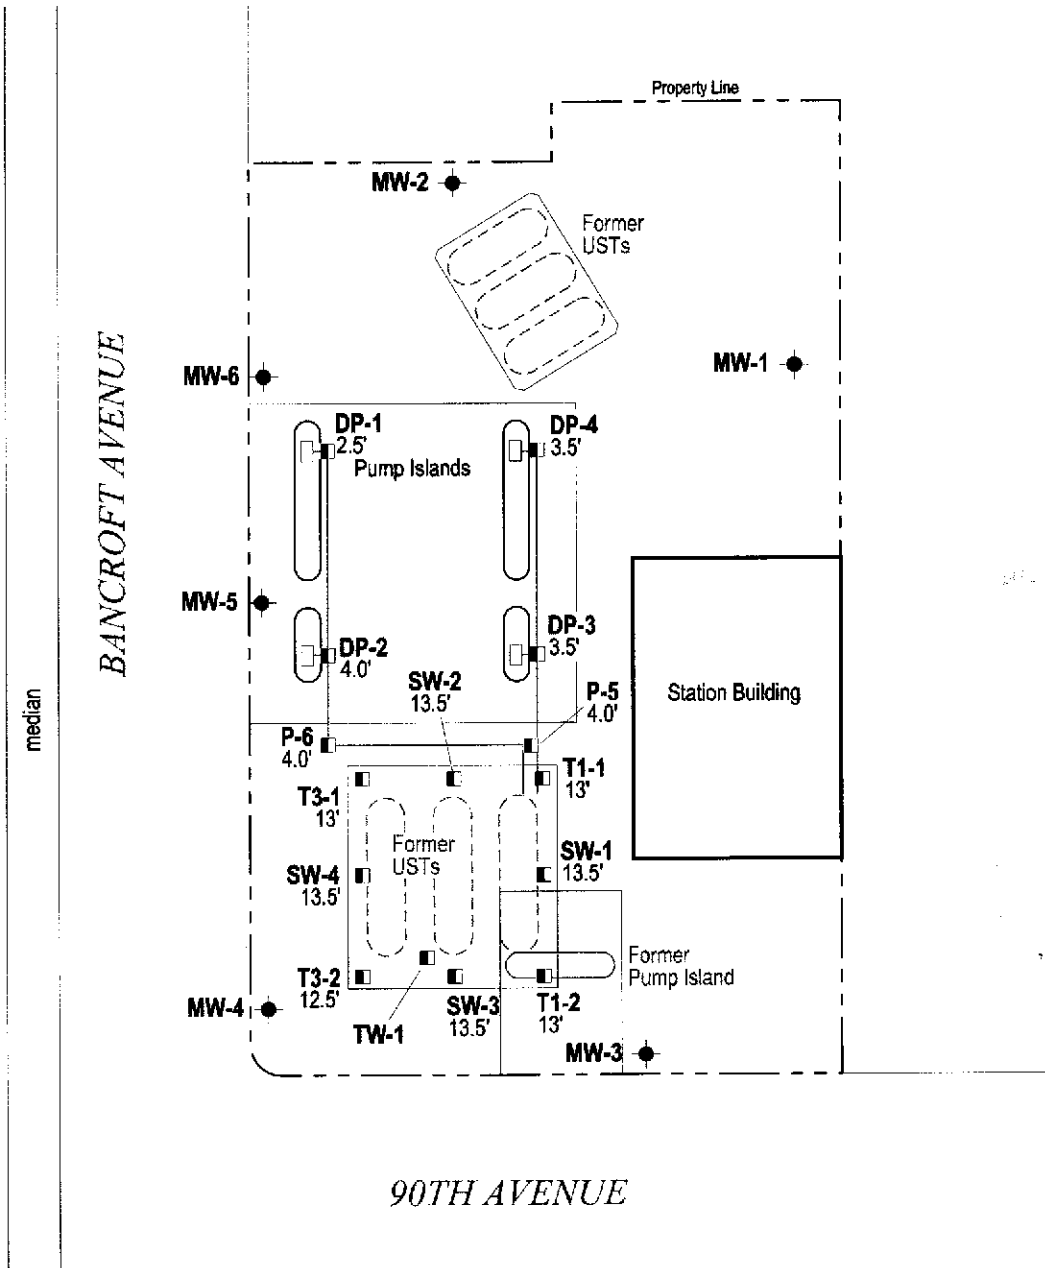 Property Line
MW-2
Former
USTs
MW-6
MW-1
DP-1
2.5'
DP-4
3.5'
Pump Islands
BANCROFT AVENUE
MW-5
DP-2
4.0'
DP-3
3.5'
SW-2
13.5'
P-5
4.0'
Station Building
median
P-6
4.0'
T3-1
13'
T1-1
13'
Former
USTs
SW-4
13.5'
SW-1
13.5'
T3-2
12.5'
TW-1
SW-3
13.5'
T1-2
13'
Former
Pump Island
MW-4
MW-3
90TH AVENUE